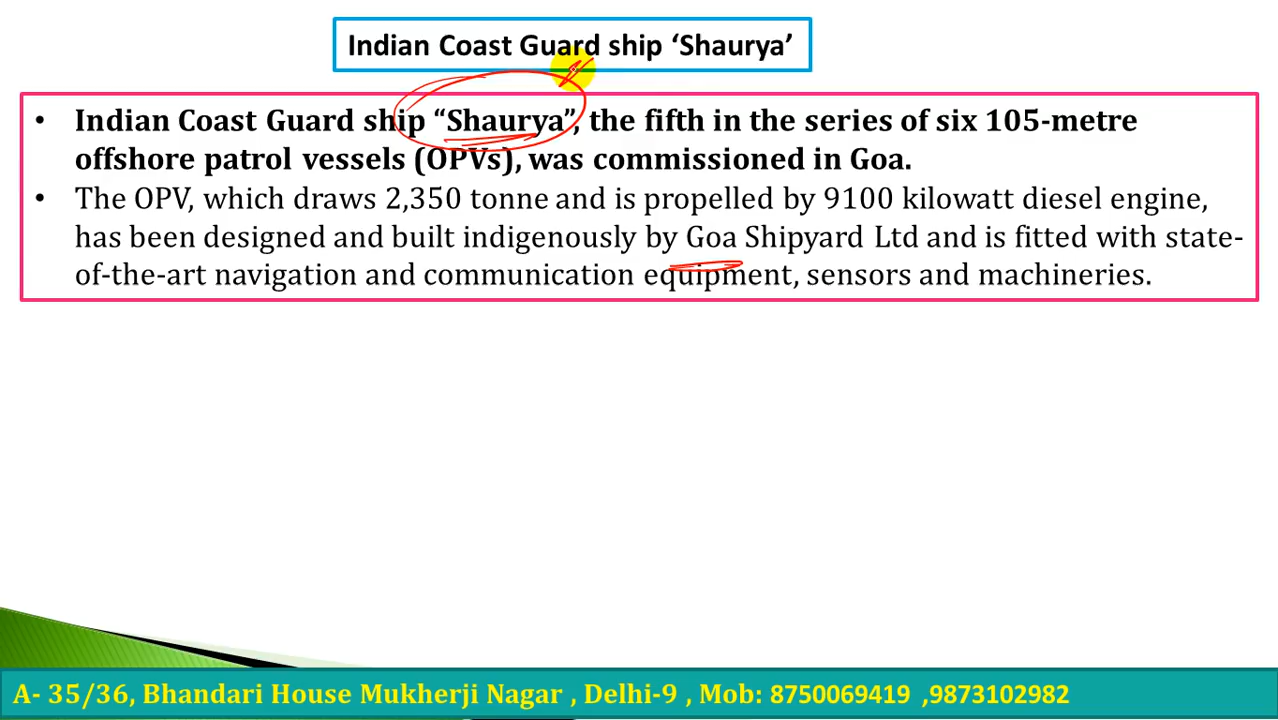 Indian Coast Guard ship ‘Shaurya’
• Indian Coast Guard ship “Shaurya”, the fifth in the series of six 105-metre
offshore patrol vessels (OPVs), was commissioned in Goa.
• The OPV, which draws 2,350 tonne and is propelled by 9100 kilowatt diesel engine,
has been designed and built indigenously by Goa Shipyard Ltd and is fitted with state-
of-the-art navigation and communication equipment, sensors and machineries.
A- 35/36, Bhandari House Mukherji Nagar , Delhi-9 , Mob: 8750069419 ,9873102982